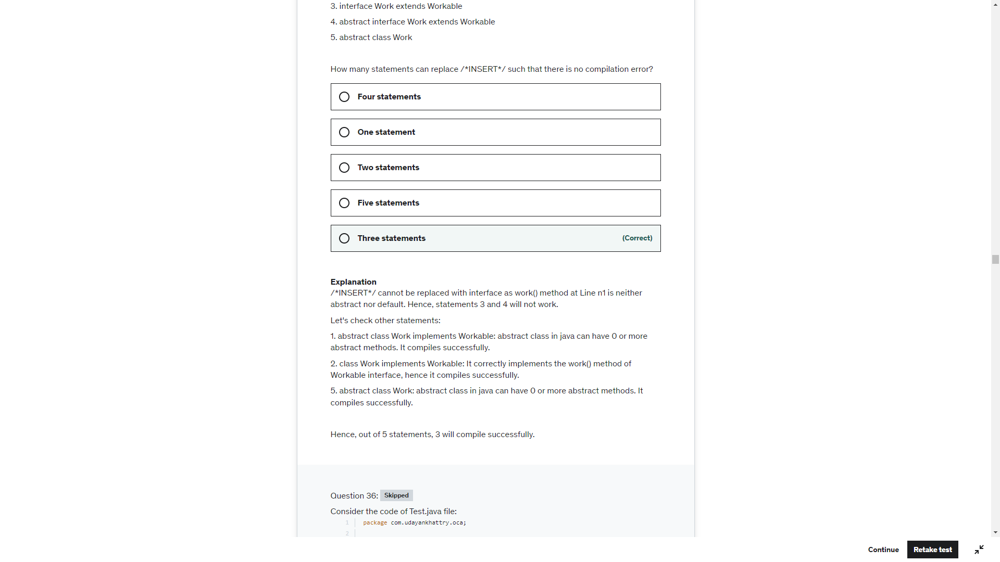 3. interface Work extends Workable
4. abstract interface Work extends Workable
5. abstract class Work
How many statements can replace /*INSERT*/ such that there is no compilation error?
Four statements
One statement
Two statements
Five statements
Three statements (Correct)
Explanation
/*INSERT*/ cannot be replaced with interface as work() method at Line n1 is neither
abstract nor default. Hence, statements 3 and 4 will not work.
Let's check other statements:
1. abstract class Work implements Workable: abstract class in java can have 0 or more
abstract methods. It compiles successfully.
2. class Work implements Workable: It correctly implements the work() method of
Workable interface, hence it compiles successfully.
5. abstract class Work: abstract class in java can have 0 or more abstract methods. It
compiles successfully.
Hence, out of 5 statements, 3 will compile successfully.
Question 36: Skipped
Consider the code of Test.java file:
1 package com.udayankhattry.oca;
2
Continue Retake test